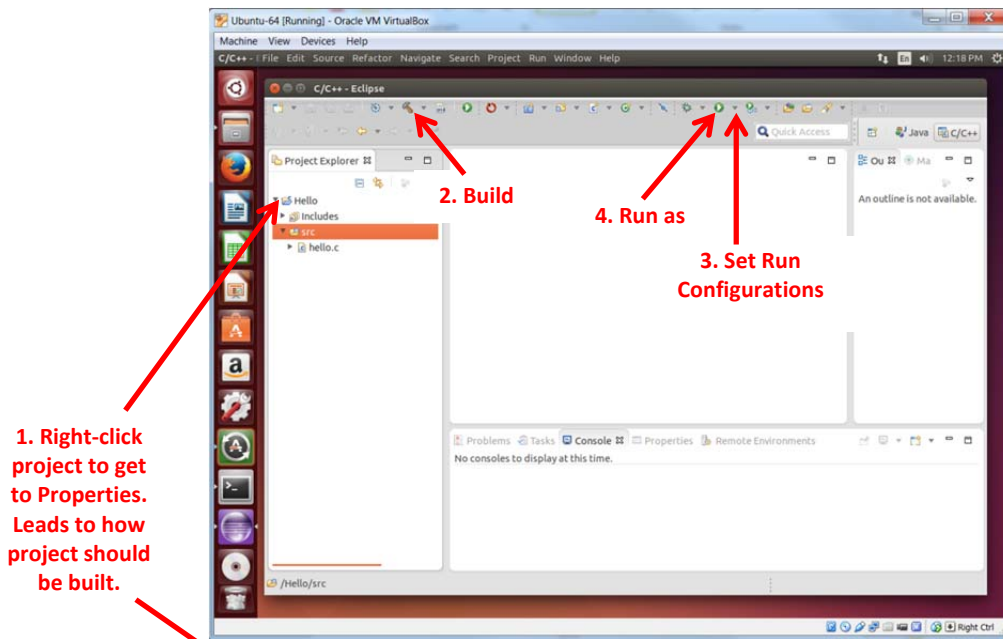 Ubuntu-64 [Running] - Oracle VM VirtualBox
Machine View Devices Help
C/C++ - File Edit Source Refactor Navigate Search Project Run Window Help
En 12:18 PM
C/C++ - Eclipse
Quick Access
Java C/C++
Project Explorer
Ou Ma
2. Build
4. Run as
3. Set Run
Configurations
An outline is not available.
Hello
Includes
src
hello.c
1. Right-click
project to get
to Properties.
Leads to how
project should
be built.
Problems Tasks Console Properties Remote Environments
No consoles to display at this time.
/Hello/src
Right Ctrl